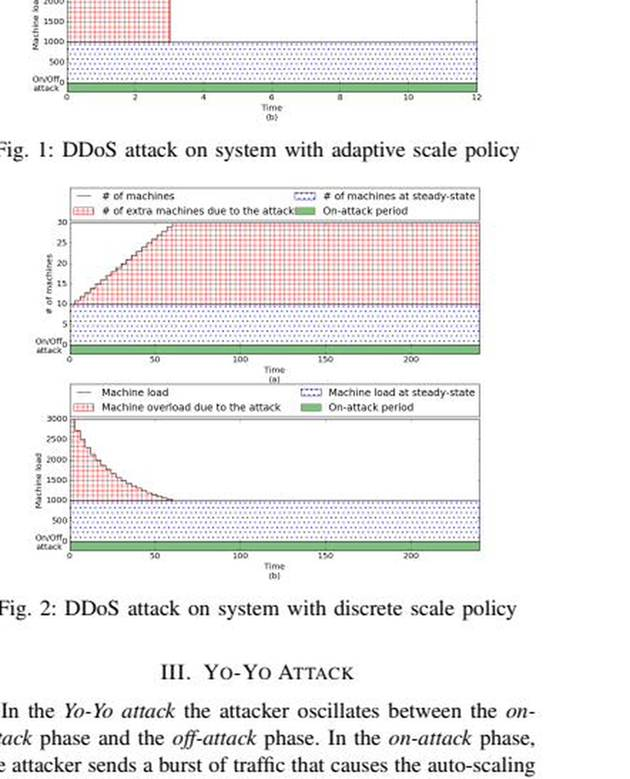 Machine loa
2000
1500
1000
500
On/Off 0
attack
0 2 4 6 8 10 12
Time
(b)
Fig. 1: DDoS attack on system with adaptive scale policy
# of machines
# of machines at steady-state
# of extra machines due to the attack
On-attack period
# of machines
30
25
20
15
10
5
On/Off 0
attack
0 50 100 150 200
Time
(a)
Machine load
Machine load at steady-state
Machine overload due to the attack
On-attack period
Machine load
3000
2500
2000
1500
1000
500
On/Off 0
attack
0 50 100 150 200
Time
(b)
Fig. 2: DDoS attack on system with discrete scale policy
III. YO-YO ATTACK
In the Yo-Yo attack the attacker oscillates between the on-
tack phase and the off-attack phase. In the on-attack phase,
e attacker sends a burst of traffic that causes the auto-scaling